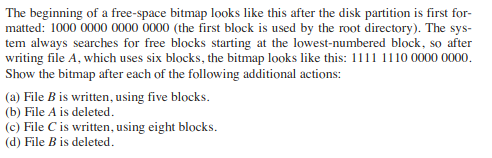 The beginning of a free-space bitmap looks like this after the disk partition is first for-
matted: 1000 0000 0000 0000 (the first block is used by the root directory). The sys-
tem always searches for free blocks starting at the lowest-numbered block, so after
writing file A, which uses six blocks, the bitmap looks like this: 1111 1110 0000 0000.
Show the bitmap after each of the following additional actions:
(a) File B is written, using five blocks.
(b) File A is deleted.
(c) File C is written, using eight blocks.
(d) File B is deleted.